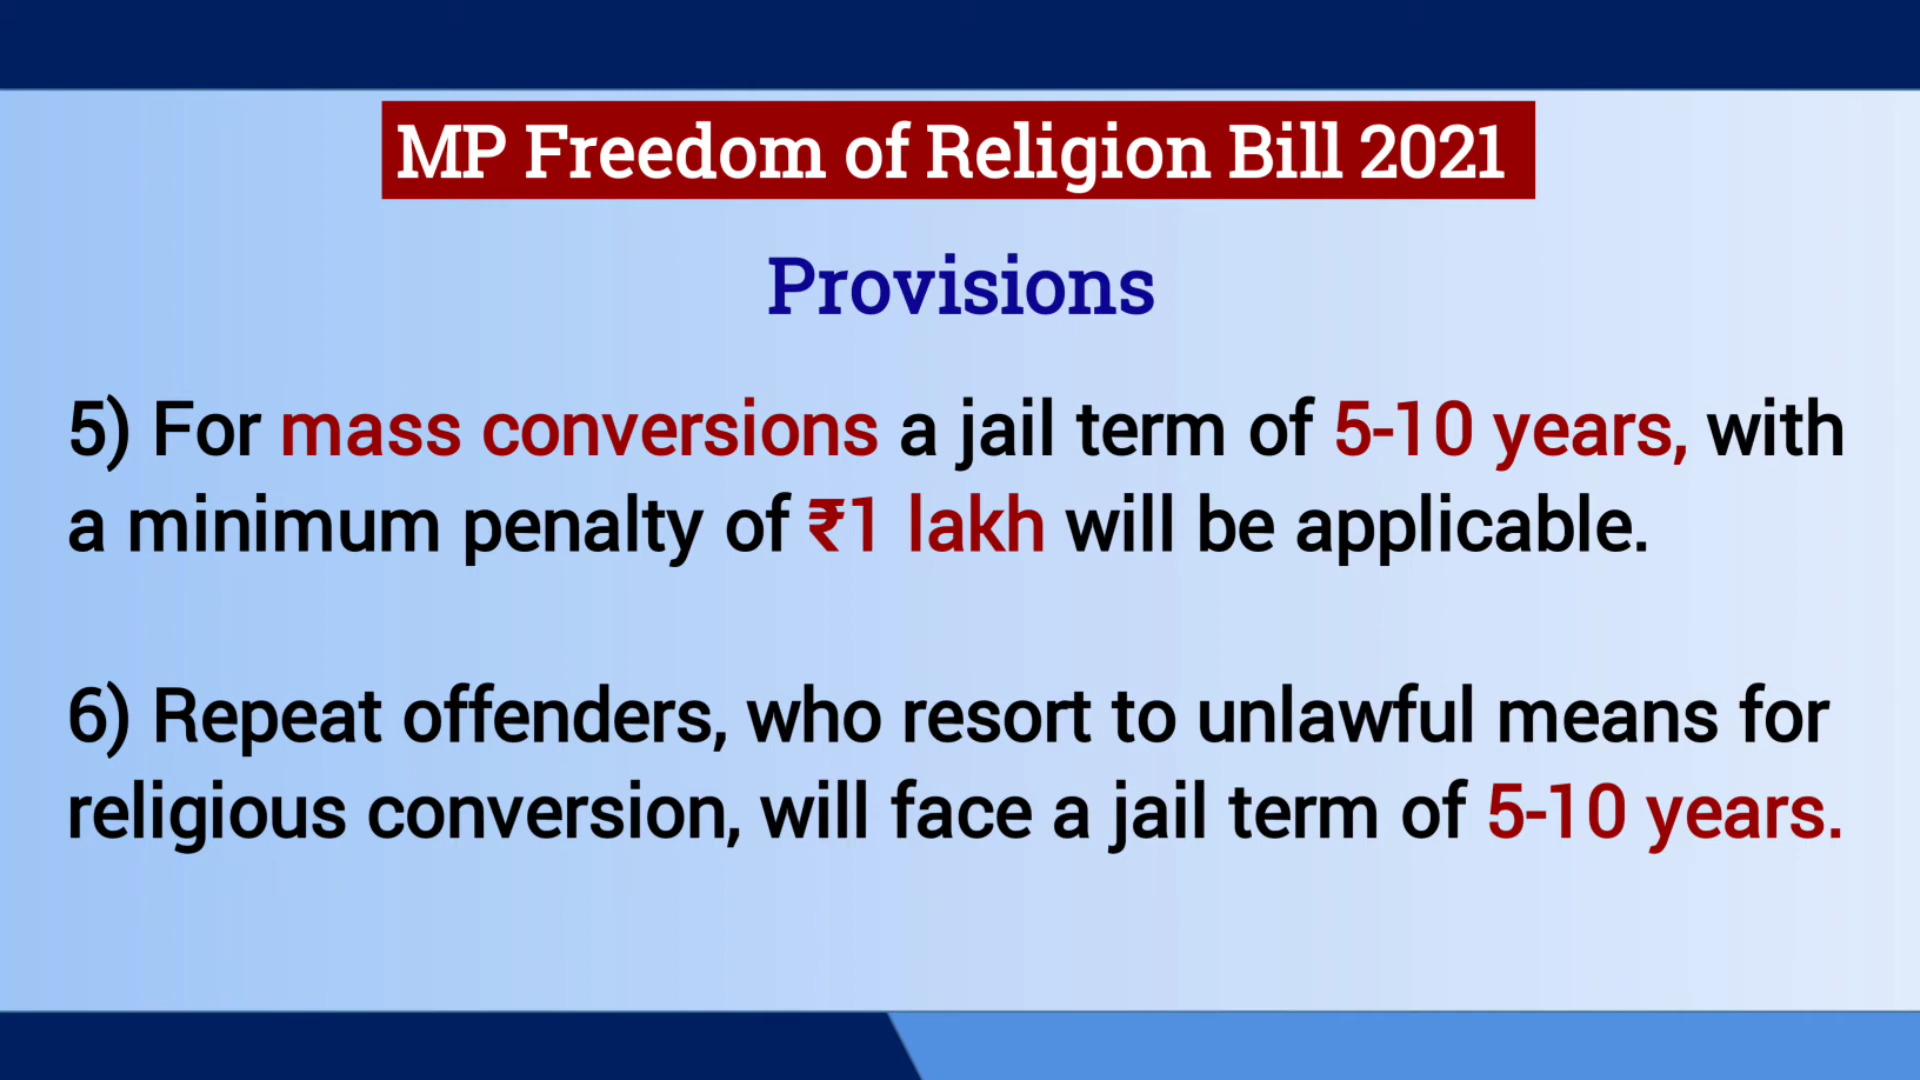 MP Freedom of Religion Bill 2021
Provisions
5) For mass conversions a jail term of 5-10 years, with
a minimum penalty of ₹1 lakh will be applicable.
6) Repeat offenders, who resort to unlawful means for
religious conversion, will face a jail term of 5-10 years.